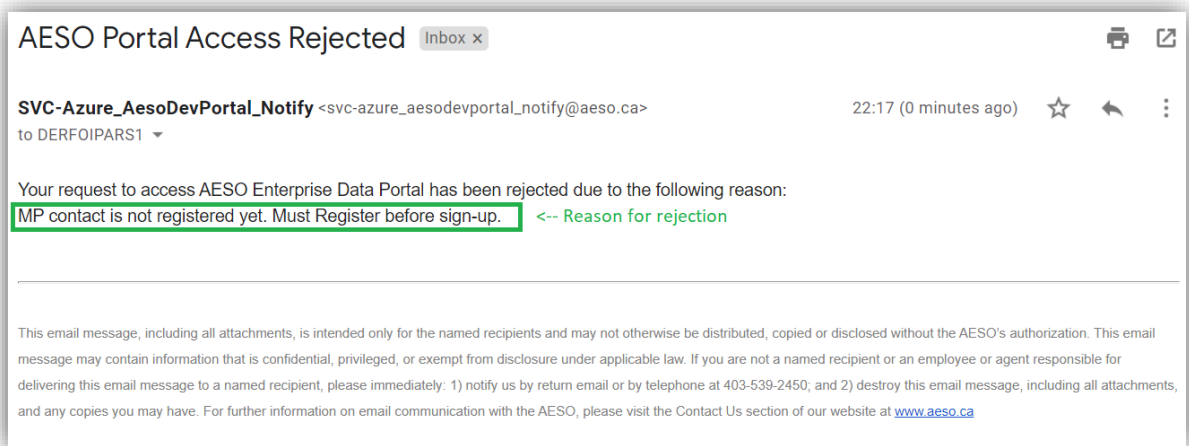 AESO Portal Access Rejected Inbox ×
SVC-Azure_AesoDevPortal_Notify <svc-azure_aesodevportal_notify@aeso.ca> 22:17 (0 minutes ago)
to DERFOIPARS1
Your request to access AESO Enterprise Data Portal has been rejected due to the following reason:
MP contact is not registered yet. Must Register before sign-up. <-- Reason for rejection
This email message, including all attachments, is intended only for the named recipients and may not otherwise be distributed, copied or disclosed without the AESO's authorization. This email
message may contain information that is confidential, privileged, or exempt from disclosure under applicable law. If you are not a named recipient or an employee or agent responsible for
delivering this email message to a named recipient, please immediately: 1) notify us by return email or by telephone at 403-539-2450; and 2) destroy this email message, including all attachments,
and any copies you may have. For further information on email communication with the AESO, please visit the Contact Us section of our website at www.aeso.ca